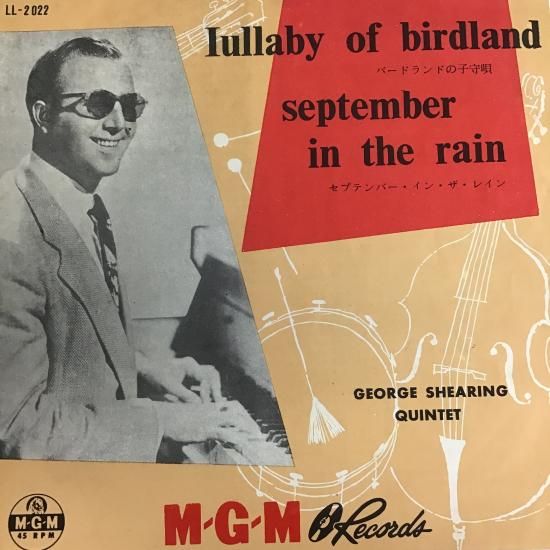 LL-2022
lullaby of birdland
バードランドの子守唄
september
in the rain
セプテンバー・イン・ザ・レイン
GEORGE SHEARING
QUINTET
M-G-M
45 RPM
M-G-M Records